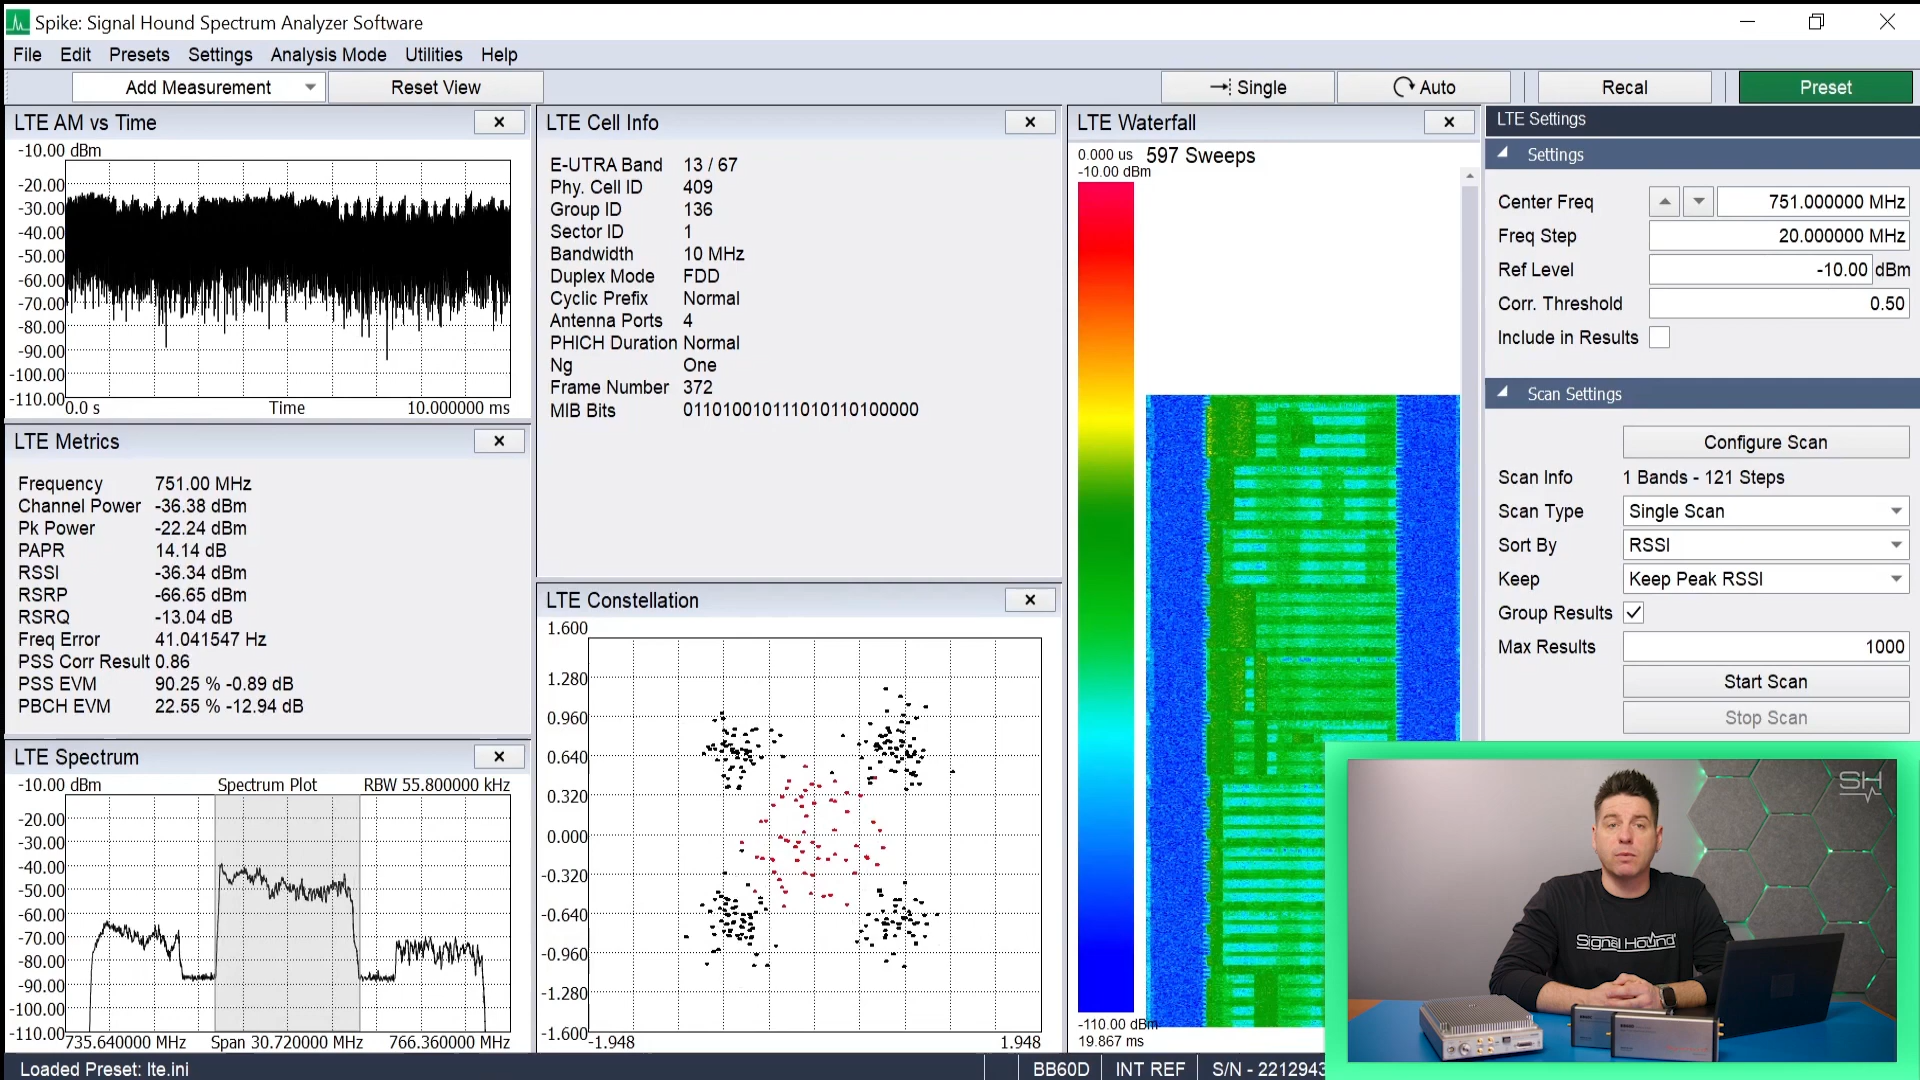 Spike: Signal Hound Spectrum Analyzer Software
File Edit Presets Settings Analysis Mode Utilities Help
Add Measurement Reset View Single Auto Recal Preset
LTE AM vs Time
-10.00 dBm
-20.00
-30.00
-40.00
-50.00
-60.00
-70.00
-80.00
-90.00
-100.00
-110.00
0.0 s Time 10.000000 ms
LTE Metrics
Frequency 751.00 MHz
Channel Power -36.38 dBm
Pk Power -22.24 dBm
PAPR 14.14 dB
RSSI -36.34 dBm
RSRP -66.65 dBm
RSRQ -13.04 dB
Freq Error 41.041547 Hz
PSS Corr Result 0.86
PSS EVM 90.25 % -0.89 dB
PBCH EVM 22.55 % -12.94 dB
LTE Spectrum
-10.00 dBm Spectrum Plot RBW 55.800000 kHz
-20.00
-30.00
-40.00
-50.00
-60.00
-70.00
-80.00
-90.00
-100.00
-110.00
735.640000 MHz Span 30.720000 MHz 766.360000 MHz
LTE Cell Info
E-UTRA Band 13 / 67
Phy. Cell ID 409
Group ID 136
Sector ID 1
Bandwidth 10 MHz
Duplex Mode FDD
Cyclic Prefix Normal
Antenna Ports 4
PHICH Duration Normal
Ng One
Frame Number 372
MIB Bits 011010010111010110100000
LTE Constellation
1.600
1.280
0.960
0.640
0.320
0.000
-0.320
-0.640
-0.960
-1.280
-1.600
-1.948 1.948
LTE Waterfall
0.000 us 597 Sweeps
-10.00 dBm
-110.00 dBm
19.867 ms
LTE Settings
Settings
Center Freq 751.000000 MHz
Freq Step 20.000000 MHz
Ref Level -10.00 dBm
Corr. Threshold 0.50
Include in Results
Scan Settings
Configure Scan
Scan Info 1 Bands - 121 Steps
Scan Type Single Scan
Sort By RSSI
Keep Keep Peak RSSI
Group Results
Max Results 1000
Start Scan
Stop Scan
SH
Signal Hound
Loaded Preset: lte.ini BB60D INT REF S/N - 2212943